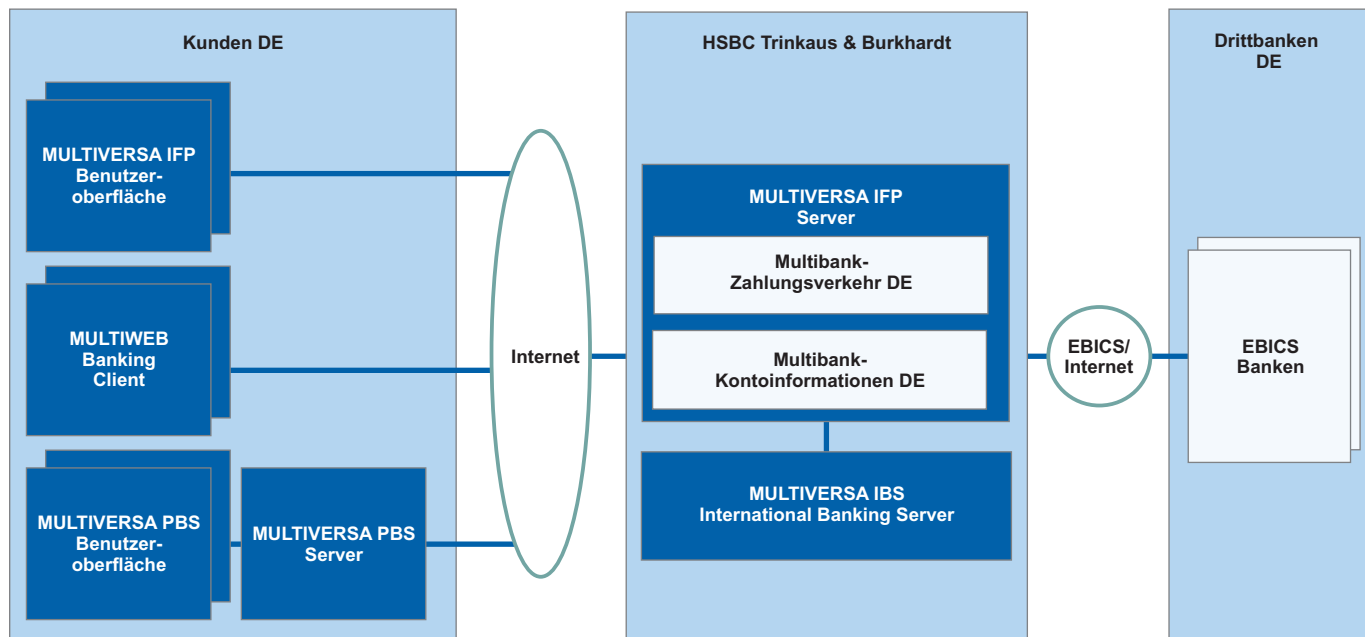 Kunden DE
MULTIVERSA IFP
Benutzer-
oberfläche
MULTIWEB
Banking
Client
MULTIVERSA PBS
Benutzer-
oberfläche
MULTIVERSA PBS
Server
Internet
HSBC Trinkaus & Burkhardt
MULTIVERSA IFP
Server
Multibank-
Zahlungsverkehr DE
Multibank-
Kontoinformationen DE
MULTIVERSA IBS
International Banking Server
EBICS/
Internet
Drittbanken
DE
EBICS
Banken